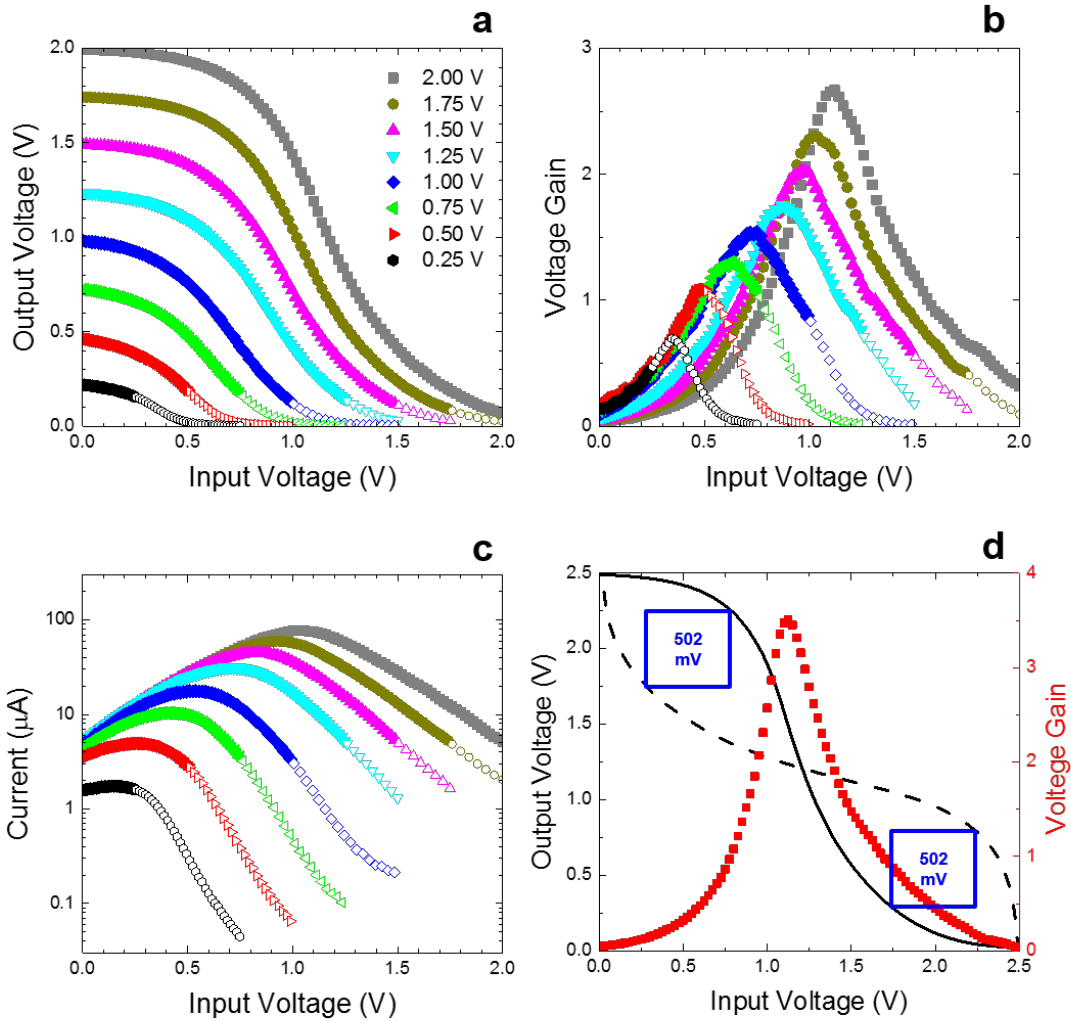 a
2.0
1.5
1.0
0.5
0.0
Output Voltage (V)
2.00 V
1.75 V
1.50 V
1.25 V
1.00 V
0.75 V
0.50 V
0.25 V
0.0 0.5 1.0 1.5 2.0
Input Voltage (V)
b
3
2
1
0
Voltage Gain
0.0 0.5 1.0 1.5 2.0
Input Voltage (V)
c
100
10
1
0.1
Current (μA)
0.0 0.5 1.0 1.5 2.0
Input Voltage (V)
d
2.5
2.0
1.5
1.0
0.5
0.0
Output Voltage (V)
502
mV
502
mV
4
3
2
1
0
Voltege Gain
0.0 0.5 1.0 1.5 2.0 2.5
Input Voltage (V)